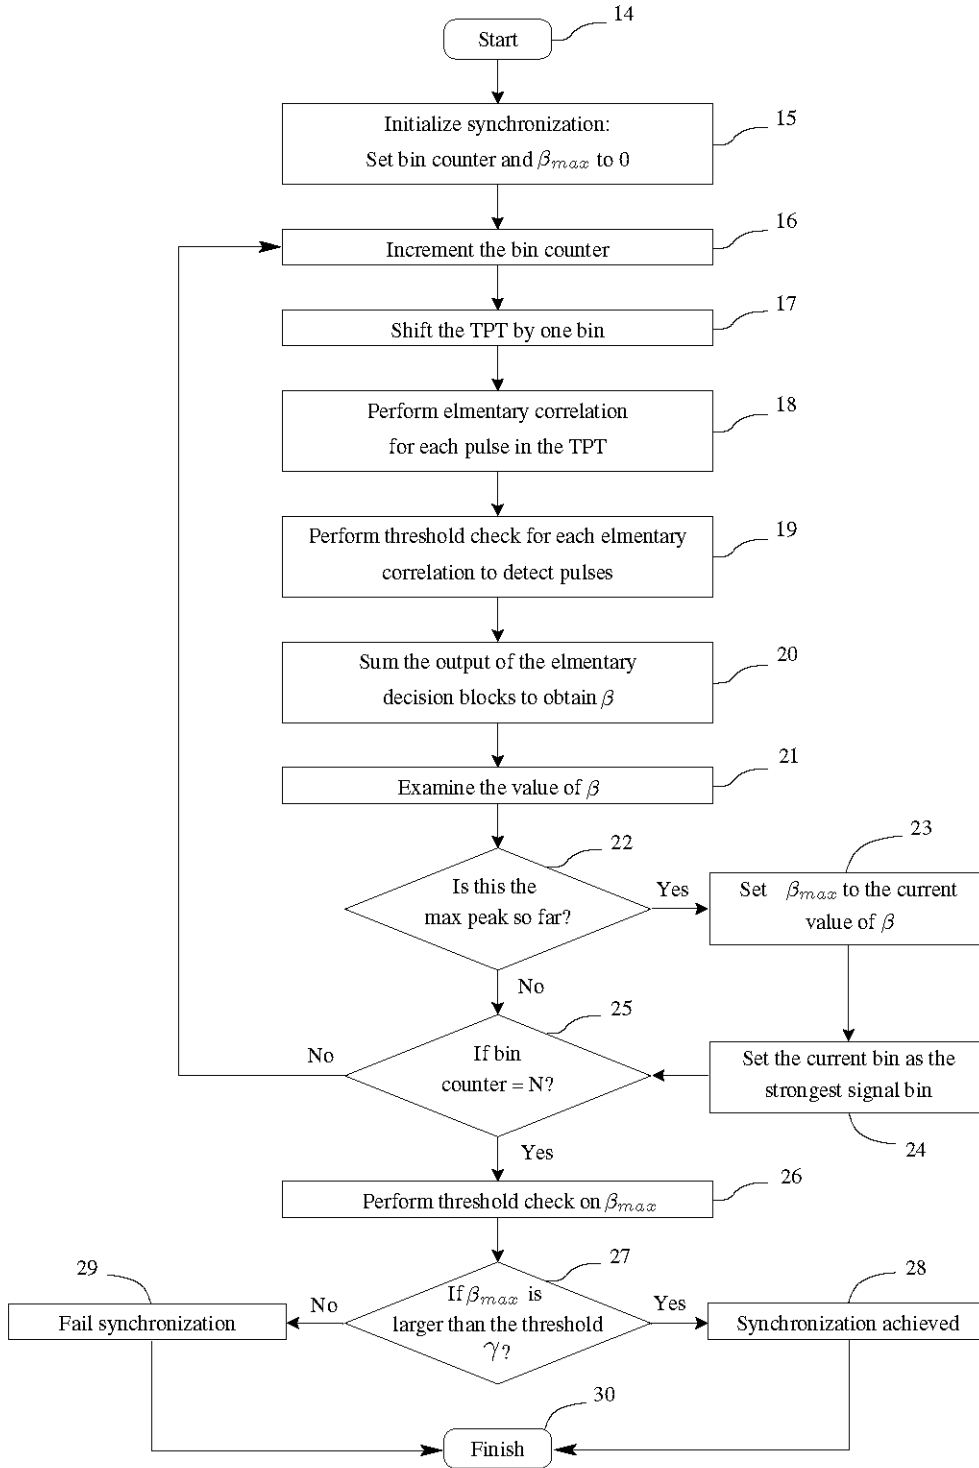 14
Start
15
Initialize synchronization:
Set bin counter and βmax to 0
16
Increment the bin counter
17
Shift the TPT by one bin
18
Perform elmentary correlation
for each pulse in the TPT
19
Perform threshold check for each elmentary
correlation to detect pulses
20
Sum the output of the elmentary
decision blocks to obtain β
21
Examine the value of β
22
Is this the
max peak so far?
Yes
No
23
Set βmax to the current
value of β
24
Set the current bin as the
strongest signal bin
25
If bin
counter = N?
No
Yes
26
Perform threshold check on βmax
27
If βmax is
larger than the threshold
γ?
No
Yes
29
Fail synchronization
28
Synchronization achieved
30
Finish